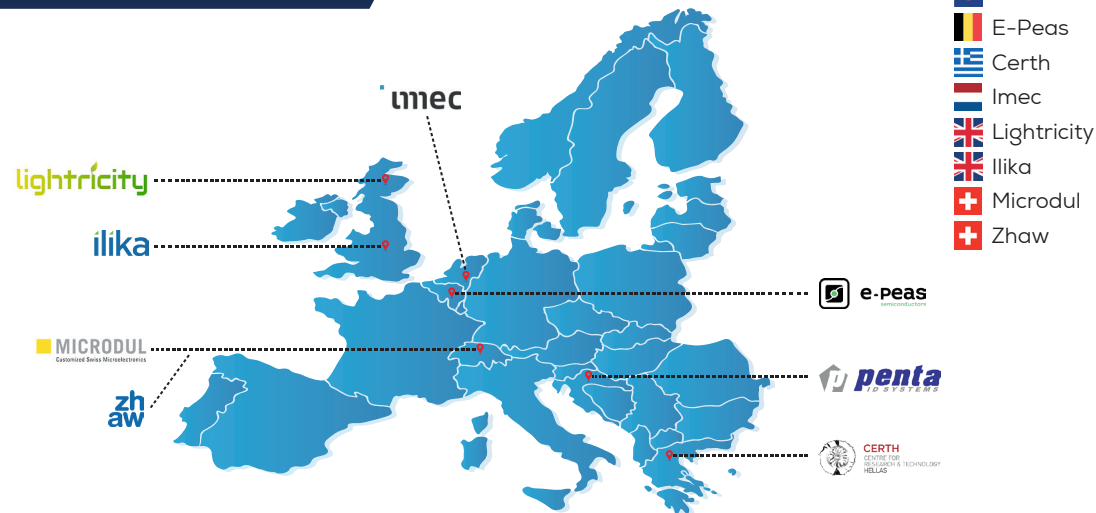 imec
lightricity
ilika
MICRODUL
Customized Swiss Microelectronics
zh
aw
e-peas
semiconductors
penta
ID SYSTEMS
CERTH
CENTRE FOR
RESEARCH & TECHNOLOGY
HELLAS
E-Peas
Certh
Imec
Lightricity
Ilika
Microdul
Zhaw